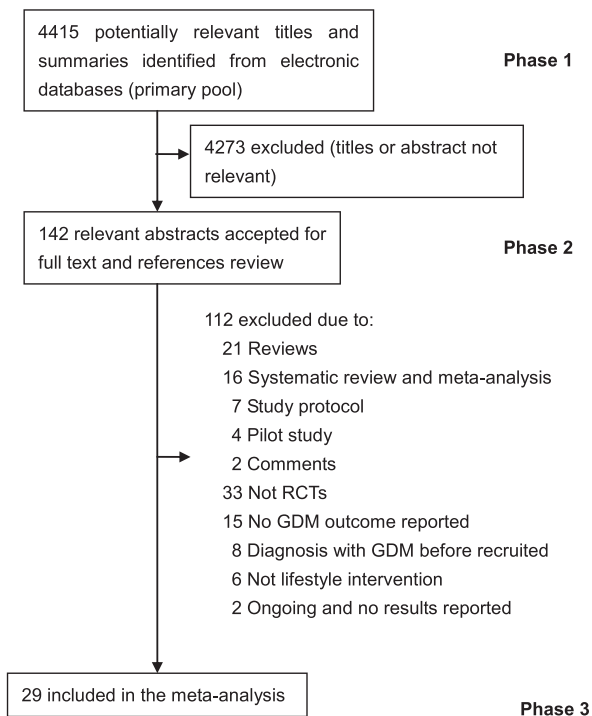 4415 potentially relevant titles and
summaries identified from electronic
databases (primary pool)
Phase 1
4273 excluded (titles or abstract not
relevant)
142 relevant abstracts accepted for
full text and references review
Phase 2
112 excluded due to:
21 Reviews
16 Systematic review and meta-analysis
7 Study protocol
4 Pilot study
2 Comments
33 Not RCTs
15 No GDM outcome reported
8 Diagnosis with GDM before recruited
6 Not lifestyle intervention
2 Ongoing and no results reported
29 included in the meta-analysis
Phase 3